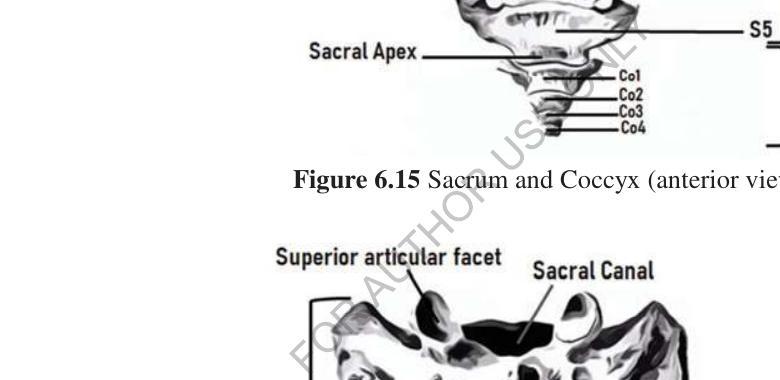 S5
Sacral Apex
Co1
Co2
Co3
Co4
Figure 6.15 Sacrum and Coccyx (anterior vie
Superior articular facet
Sacral Canal
FOR AUTHOR USE ONLY